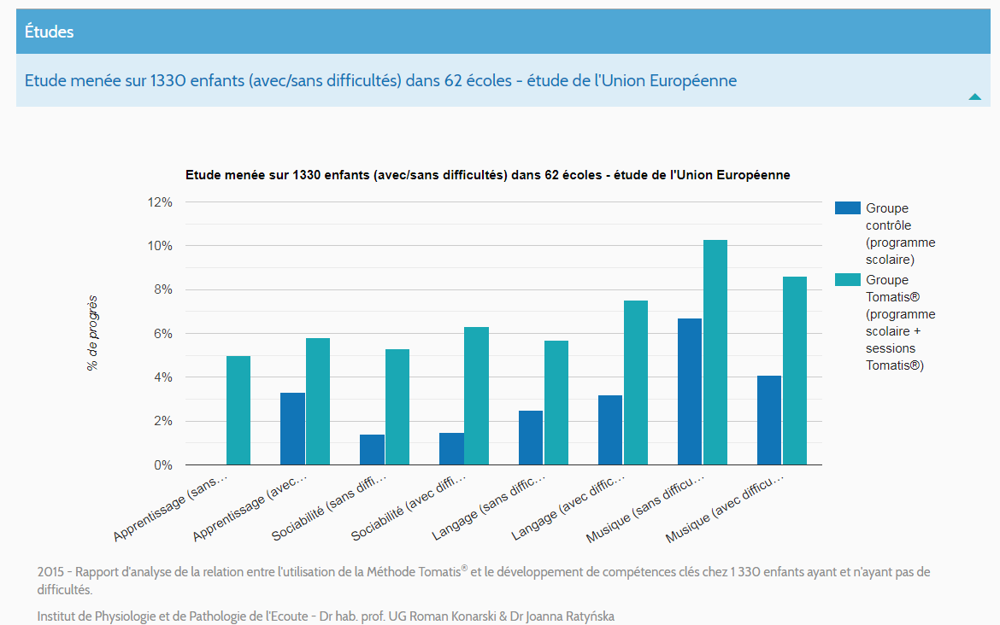 Études
Etude menée sur 1330 enfants (avec/sans difficultés) dans 62 écoles - étude de l'Union Européenne
Etude menée sur 1330 enfants (avec/sans difficultés) dans 62 écoles - étude de l'Union Européenne
% de progrès
12%
10%
8%
6%
4%
2%
0%
Groupe
contrôle
(programme
scolaire)
Groupe
Tomatis®
(programme
scolaire +
sessions
Tomatis®)
Apprentissage (sans…
Apprentissage (avec…
Sociabilité (sans diffi…
Sociabilité (avec diffi…
Langage (sans diffic…
Langage (avec diffic…
Musique (sans difficu…
Musique (avec difficu…
2015 - Rapport d'analyse de la relation entre l'utilisation de la Méthode Tomatis® et le développement de compétences clés chez 1 330 enfants ayant et n'ayant pas de
difficultés.
Institut de Physiologie et de Pathologie de l'Ecoute - Dr hab. prof. UG Roman Konarski & Dr Joanna Ratyńska